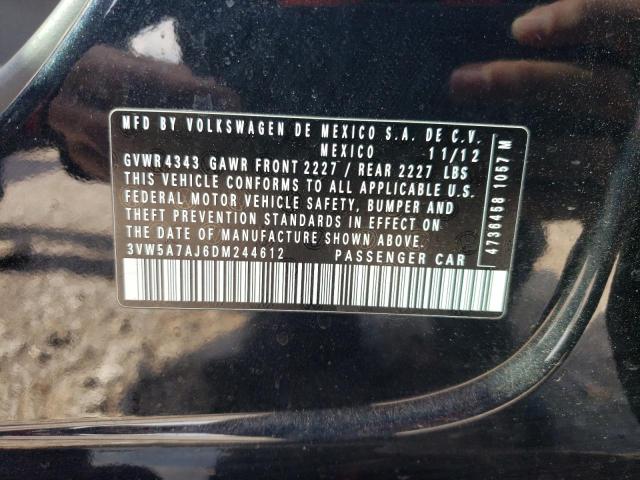 MFD BY VOLKSWAGEN DE MEXICO S.A. DE C.V.
MEXICO 11/12
GVWR 4343 GAWR FRONT 2227 / REAR 2227 LBS
THIS VEHICLE CONFORMS TO ALL APPLICABLE U.S.
FEDERAL MOTOR VEHICLE SAFETY, BUMPER AND
THEFT PREVENTION STANDARDS IN EFFECT ON
THE DATE OF MANUFACTURE SHOWN ABOVE.
3VW5A7AJ6DM244612 PASSENGER CAR
4736458 1057 M